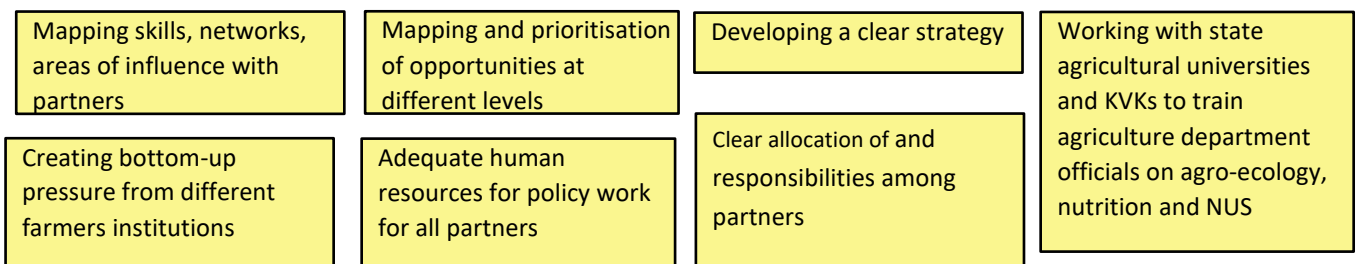 Mapping skills, networks,
areas of influence with
partners
Mapping and prioritisation
of opportunities at
different levels
Developing a clear strategy
Working with state
agricultural universities
and KVKs to train
agriculture department
officials on agro-ecology,
nutrition and NUS
Creating bottom-up
pressure from different
farmers institutions
Adequate human
resources for policy work
for all partners
Clear allocation of and
responsibilities among
partners